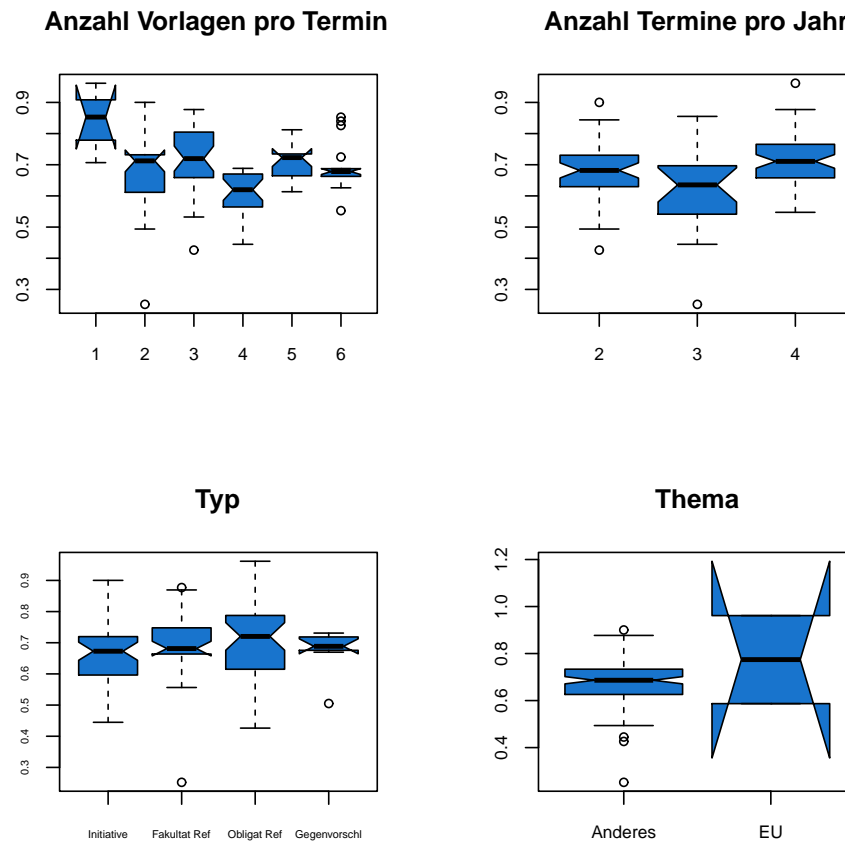 Anzahl Vorlagen pro Termin
0.9
0.7
0.5
0.3
1 2 3 4 5 6
Anzahl Termine pro Jahr
0.9
0.7
0.5
0.3
2 3 4
Typ
0.9
0.8
0.7
0.6
0.5
0.4
0.3
Initiative Fakultat Ref Obligat Ref Gegenvorschl
Thema
1.2
1.0
0.8
0.6
0.4
Anderes EU